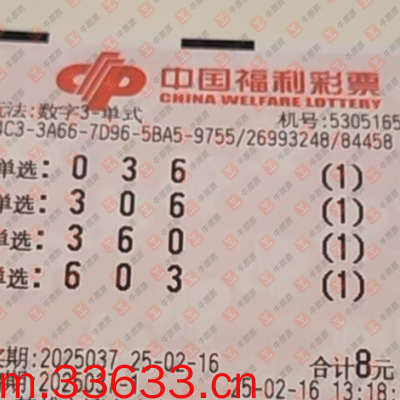 中国福利彩票
CHINA WELFARE LOTTERY
玩法:数字3-单式 机号:5305165
4C3-3A66-7D96-5BA5-9755/26993248/84458
单选: 0 3 6 (1)
单选: 3 0 6 (1)
单选: 3 6 0 (1)
单选: 6 0 3 (1)
奖期:2025037 25-02-16 合计8元
期:
25-02-16 13:18:
m.33633.cn